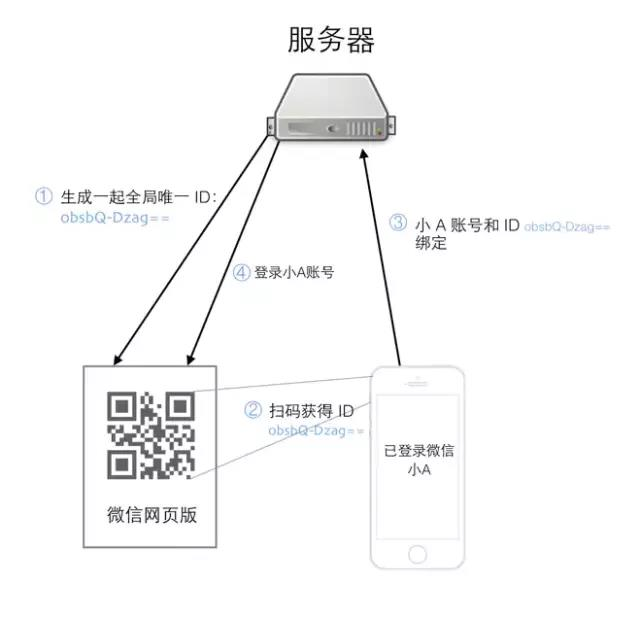 服务器
① 生成一起全局唯一 ID：
obsbQ-Dzag==
③ 小 A 账号和 ID obsbQ-Dzag==
绑定
④ 登录小A账号
② 扫码获得 ID
obsbQ-Dzag==
已登录微信
小A
微信网页版